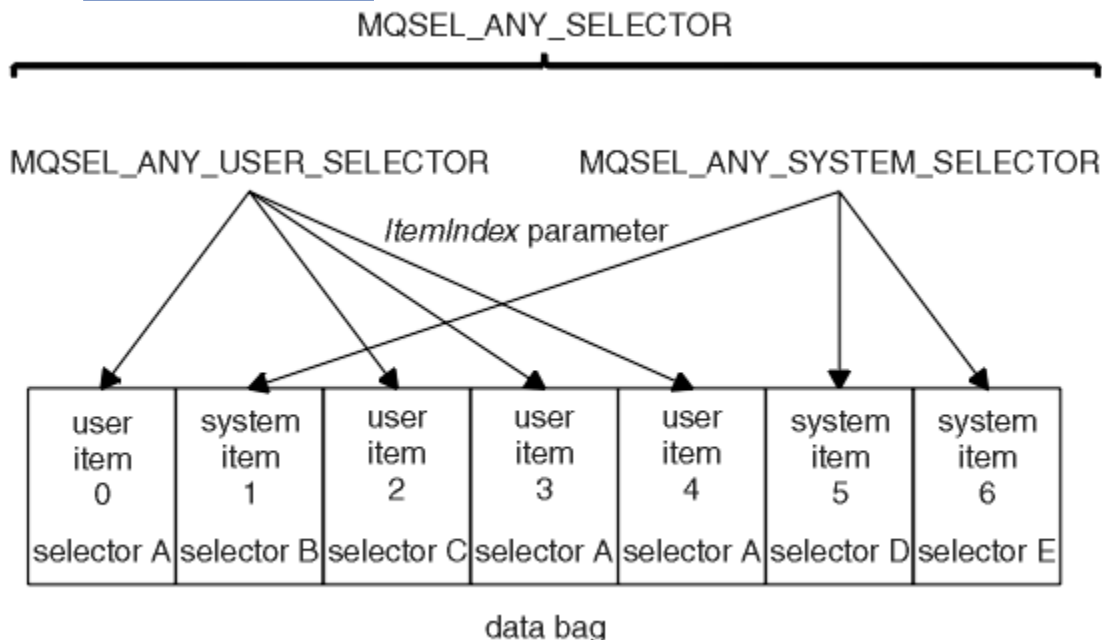 MQSEL_ANY_SELECTOR
MQSEL_ANY_USER_SELECTOR
MQSEL_ANY_SYSTEM_SELECTOR
ItemIndex parameter
user
item
0
selector A
system
item
1
selector B
user
item
2
selector C
user
item
3
selector A
user
item
4
selector A
system
item
5
selector D
system
item
6
selector E
data bag